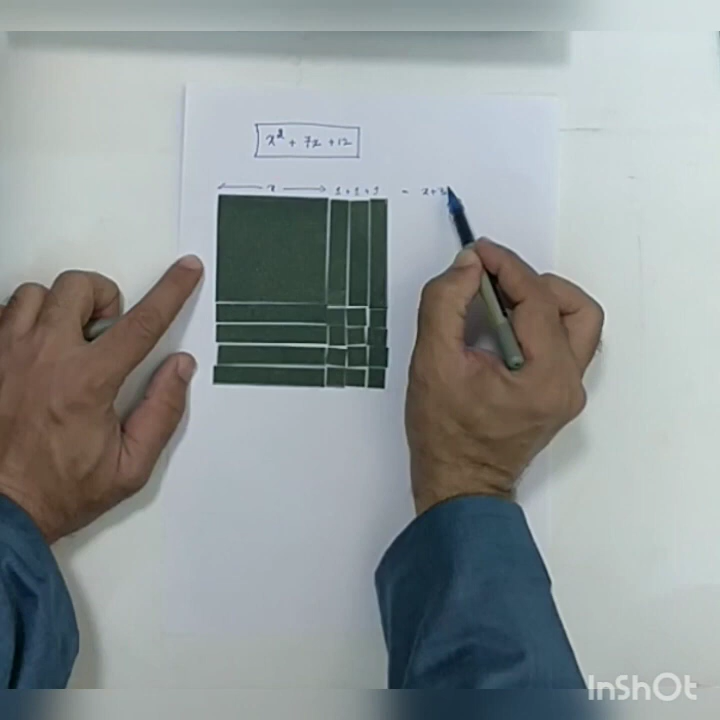 x² + 7x + 12
x 1 + 1 + 1 = x+3
InShOt